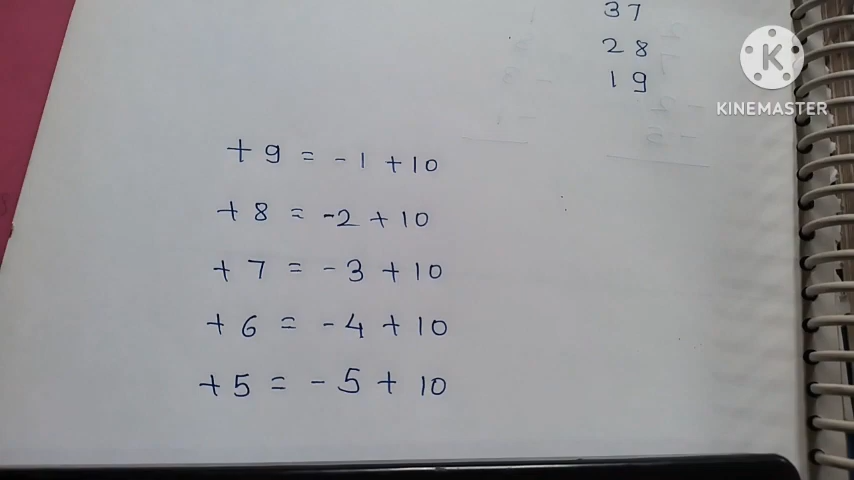 37
28
19
KINEMASTER
+9 = -1 +10
+8 = -2 + 10
+7 = -3 +10
+6 = -4 +10
+5 = -5 + 10